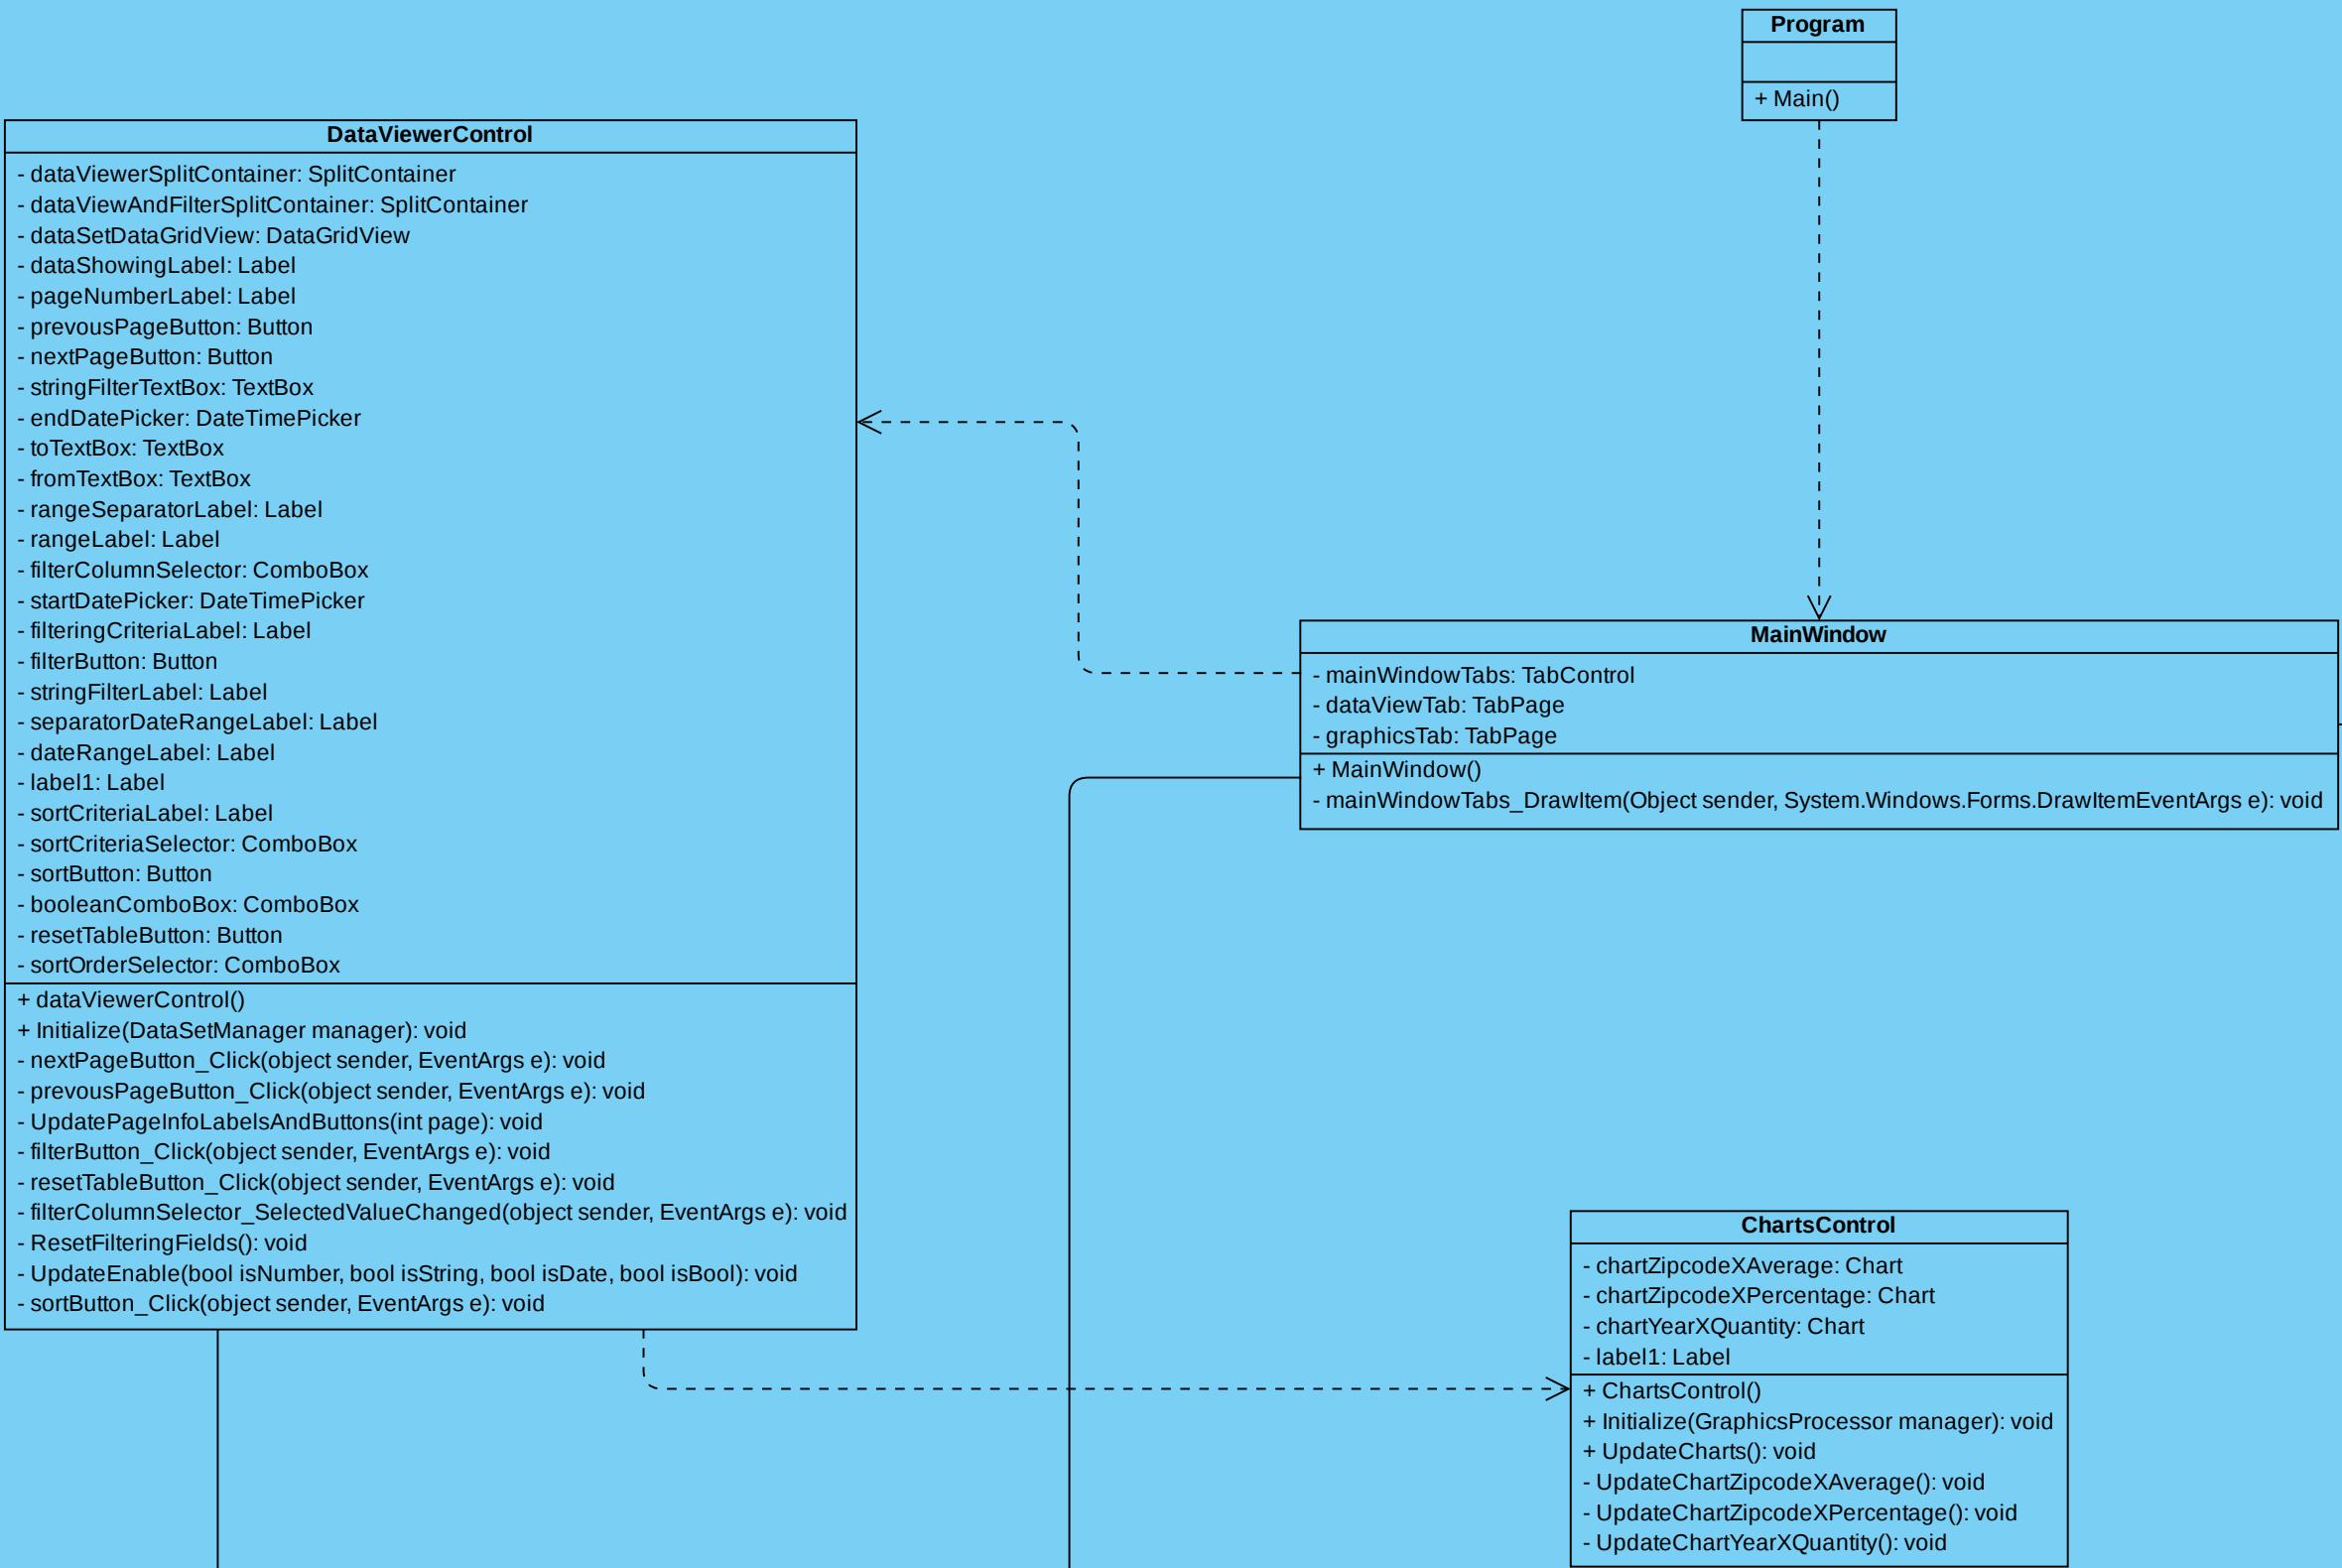 Program
+ Main()
DataViewerControl
- dataViewerSplitContainer: SplitContainer
- dataViewAndFilterSplitContainer: SplitContainer
- dataSetDataGridView: DataGridView
- dataShowingLabel: Label
- pageNumberLabel: Label
- prevousPageButton: Button
- nextPageButton: Button
- stringFilterTextBox: TextBox
- endDatePicker: DateTimePicker
- toTextBox: TextBox
- fromTextBox: TextBox
- rangeSeparatorLabel: Label
- rangeLabel: Label
- filterColumnSelector: ComboBox
- startDatePicker: DateTimePicker
- filteringCriteriaLabel: Label
- filterButton: Button
- stringFilterLabel: Label
- separatorDateRangeLabel: Label
- dateRangeLabel: Label
- label1: Label
- sortCriteriaLabel: Label
- sortCriteriaSelector: ComboBox
- sortButton: Button
- booleanComboBox: ComboBox
- resetTableButton: Button
- sortOrderSelector: ComboBox
+ dataViewerControl()
+ Initialize(DataSetManager manager): void
- nextPageButton_Click(object sender, EventArgs e): void
- prevousPageButton_Click(object sender, EventArgs e): void
- UpdatePageInfoLabelsAndButtons(int page): void
- filterButton_Click(object sender, EventArgs e): void
- resetTableButton_Click(object sender, EventArgs e): void
- filterColumnSelector_SelectedValueChanged(object sender, EventArgs e): void
- ResetFilteringFields(): void
- UpdateEnable(bool isNumber, bool isString, bool isDate, bool isBool): void
- sortButton_Click(object sender, EventArgs e): void
MainWindow
- mainWindowTabs: TabControl
- dataViewTab: TabPage
- graphicsTab: TabPage
+ MainWindow()
- mainWindowTabs_DrawItem(Object sender, System.Windows.Forms.DrawItemEventArgs e): void
ChartsControl
- chartZipcodeXAverage: Chart
- chartZipcodeXPercentage: Chart
- chartYearXQuantity: Chart
- label1: Label
+ ChartsControl()
+ Initialize(GraphicsProcessor manager): void
+ UpdateCharts(): void
- UpdateChartZipcodeXAverage(): void
- UpdateChartZipcodeXPercentage(): void
- UpdateChartYearXQuantity(): void